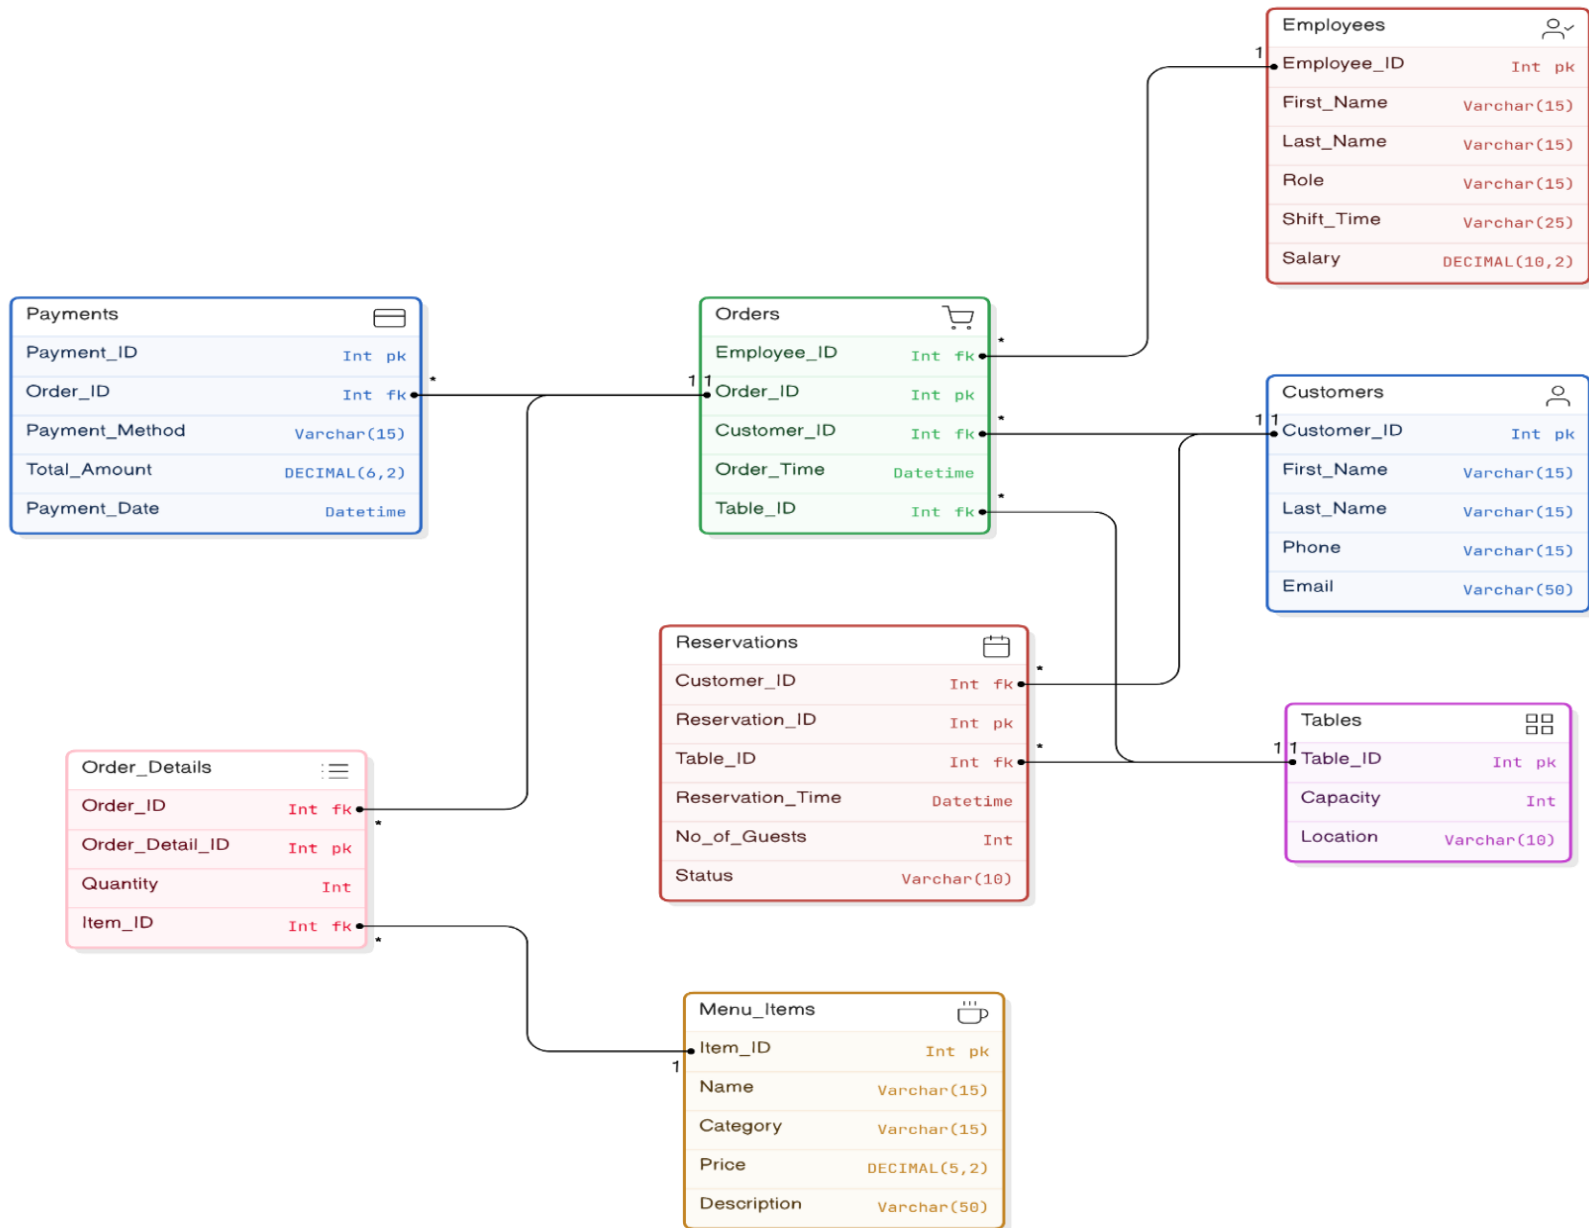 Employees
1
Employee_ID Int pk
First_Name Varchar(15)
Last_Name Varchar(15)
Role Varchar(15)
Shift_Time Varchar(25)
Salary DECIMAL(10,2)
Payments
Payment_ID Int pk
Order_ID Int fk
*
Payment_Method Varchar(15)
Total_Amount DECIMAL(6,2)
Payment_Date Datetime
Orders
Employee_ID Int fk
*
1 1
Order_ID Int pk
Customer_ID Int fk
*
Order_Time Datetime
Table_ID Int fk
*
Customers
1 1
Customer_ID Int pk
First_Name Varchar(15)
Last_Name Varchar(15)
Phone Varchar(15)
Email Varchar(50)
Reservations
Customer_ID Int fk
*
Reservation_ID Int pk
Table_ID Int fk
*
Reservation_Time Datetime
No_of_Guests Int
Status Varchar(10)
Tables
1 1
Table_ID Int pk
Capacity Int
Location Varchar(10)
Order_Details
Order_ID Int fk
*
Order_Detail_ID Int pk
Quantity Int
Item_ID Int fk
*
Menu_Items
Item_ID Int pk
1
Name Varchar(15)
Category Varchar(15)
Price DECIMAL(5,2)
Description Varchar(50)